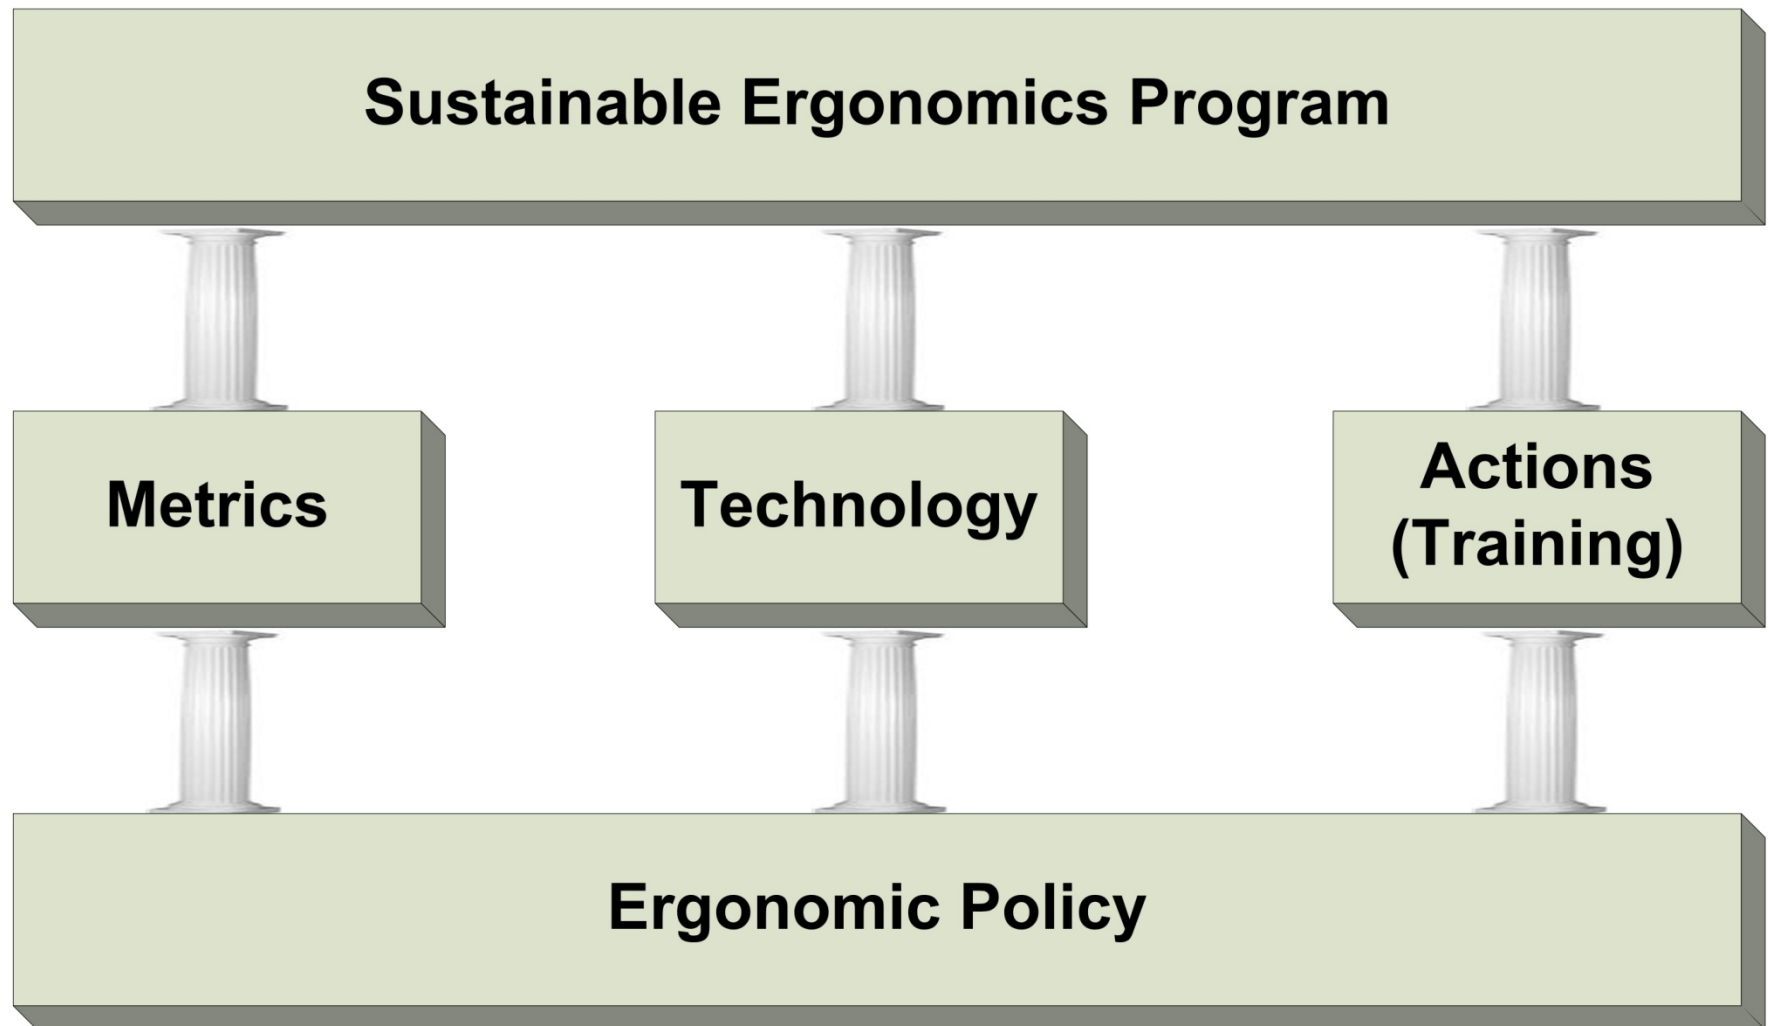 Sustainable Ergonomics Program
Metrics
Technology
Actions
(Training)
Ergonomic Policy